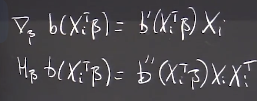 ∇_β b(X_i^T β) = b'(X_i^T β) X_i
H_β b(X_i^T β) = b''(X_i^T β) X_i X_i^T